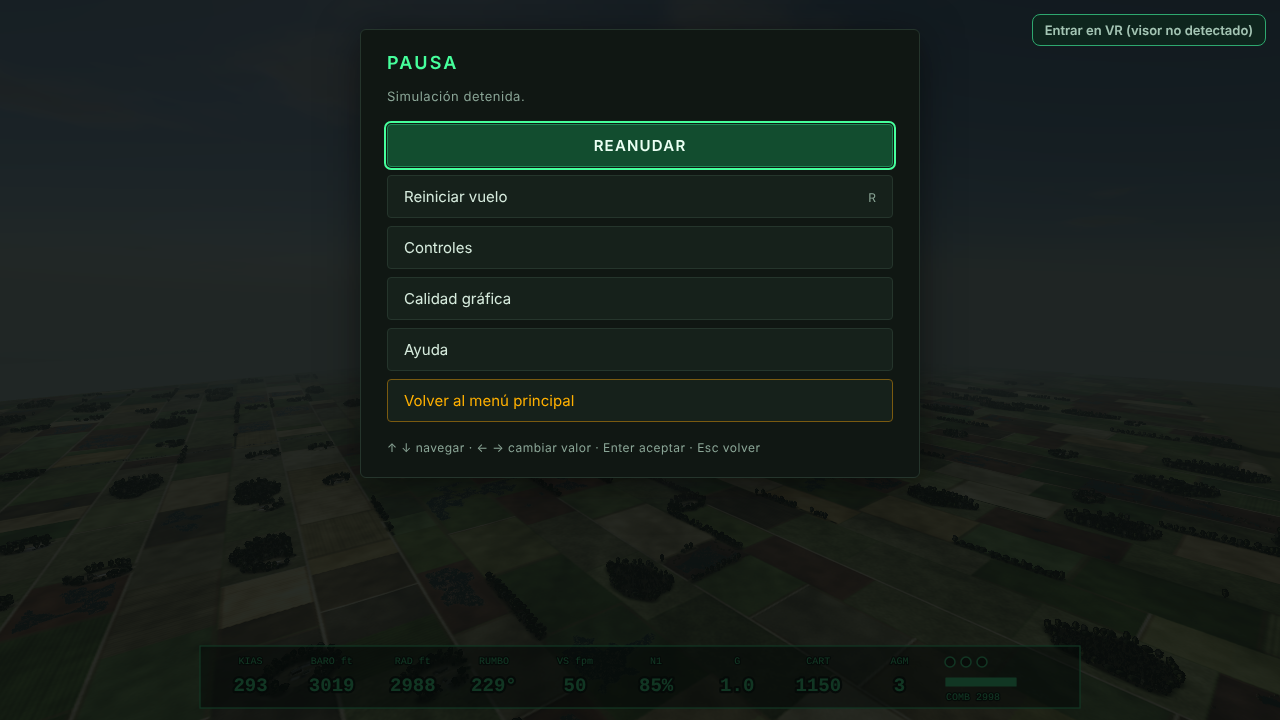 Entrar en VR (visor no detectado)
PAUSA
Simulación detenida.
REANUDAR
Reiniciar vuelo R
Controles
Calidad gráfica
Ayuda
Volver al menú principal
↑ ↓ navegar · ← → cambiar valor · Enter aceptar · Esc volver
KIAS BARO ft RAD ft RUMBO VS fpm N1 G CART AGM
293 3019 2988 229° 50 85% 1.0 1150 3
COMB 2998